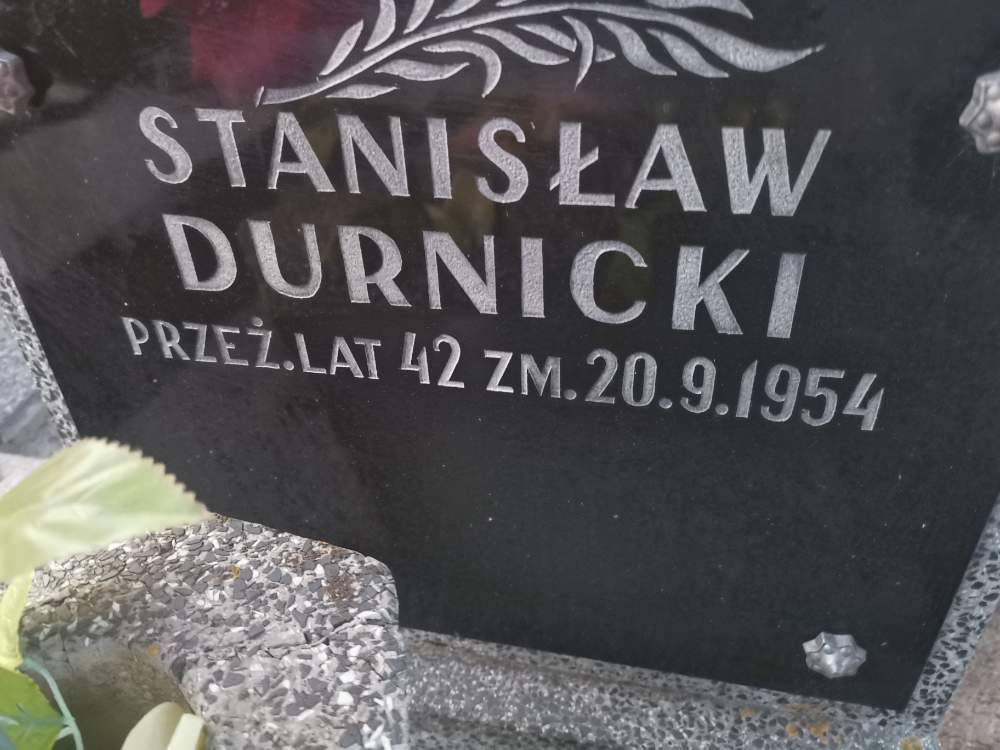 STANISŁAW
DURNICKI
PRZEŻ.LAT 42 ZM.20.9.1954